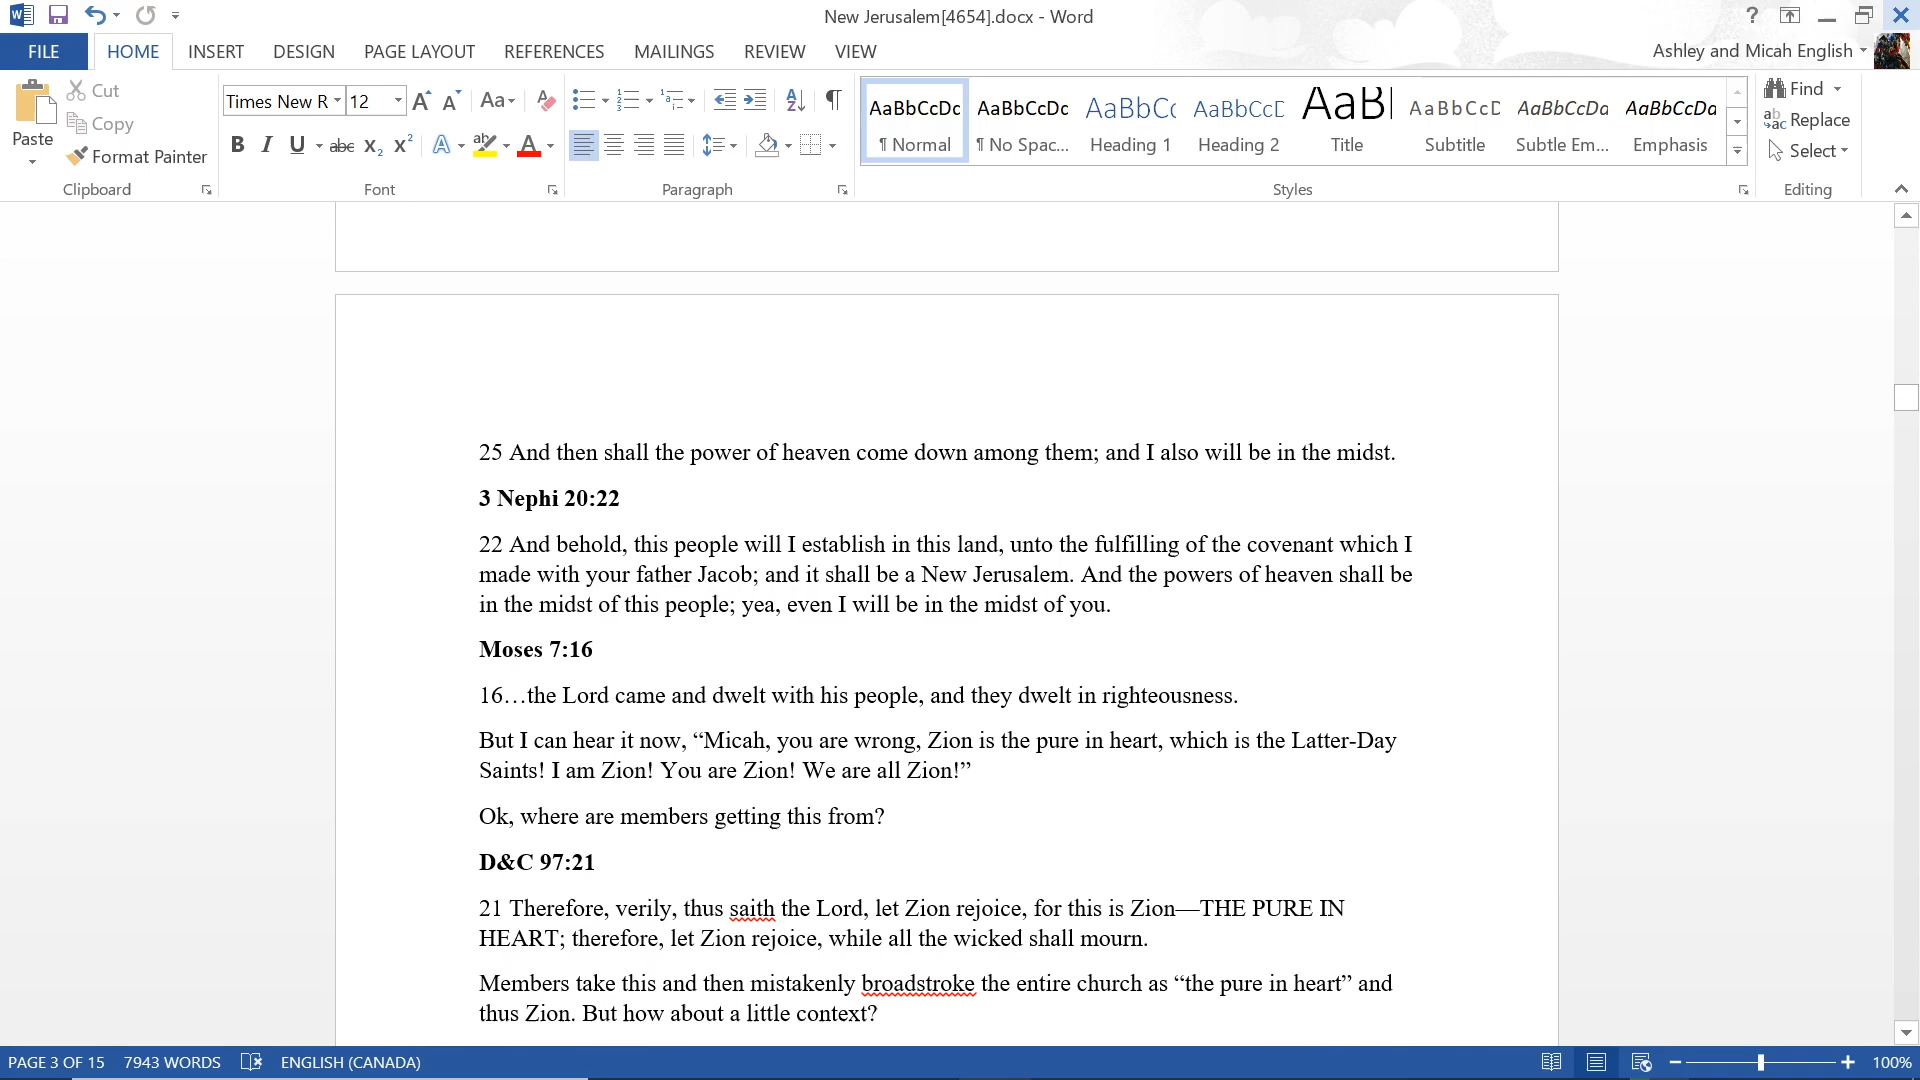 New Jerusalem[4654].docx - Word
?
FILE
HOME
INSERT
DESIGN
PAGE LAYOUT
REFERENCES
MAILINGS
REVIEW
VIEW
Ashley and Micah English
Paste
Cut
Copy
Format Painter
Clipboard
Times New R
12
Aa
B I U abc X₂ X²
Font
Paragraph
AaBbCcDc
¶ Normal
AaBbCcDc
¶ No Spac...
AaBbCc
Heading 1
AaBbCcD
Heading 2
AaBl
Title
AaBbCcD
Subtitle
AaBbCcDd
Subtle Em...
AaBbCcDd
Emphasis
Styles
Find
Replace
Select
Editing
25 And then shall the power of heaven come down among them; and I also will be in the midst.
3 Nephi 20:22
22 And behold, this people will I establish in this land, unto the fulfilling of the covenant which I
made with your father Jacob; and it shall be a New Jerusalem. And the powers of heaven shall be
in the midst of this people; yea, even I will be in the midst of you.
Moses 7:16
16…the Lord came and dwelt with his people, and they dwelt in righteousness.
But I can hear it now, “Micah, you are wrong, Zion is the pure in heart, which is the Latter-Day
Saints! I am Zion! You are Zion! We are all Zion!”
Ok, where are members getting this from?
D&C 97:21
21 Therefore, verily, thus saith the Lord, let Zion rejoice, for this is Zion—THE PURE IN
HEART; therefore, let Zion rejoice, while all the wicked shall mourn.
Members take this and then mistakenly broadstroke the entire church as “the pure in heart” and
thus Zion. But how about a little context?
PAGE 3 OF 15
7943 WORDS
ENGLISH (CANADA)
100%